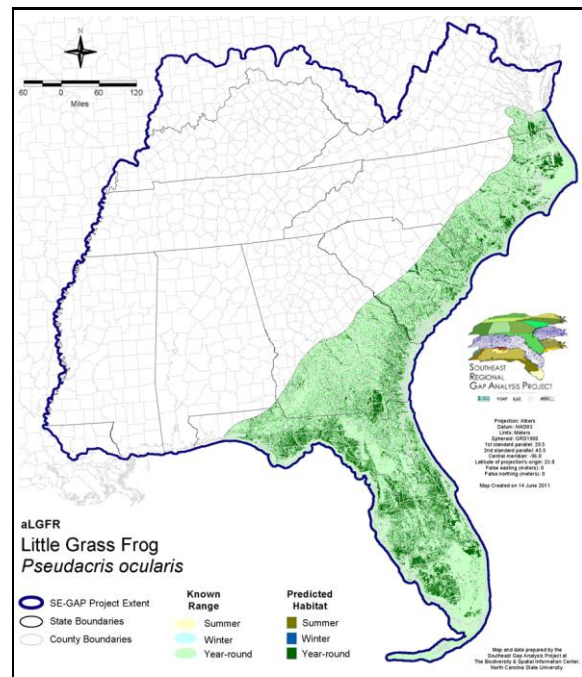 N
60 0 60 120
Miles
SOUTHEAST
REGIONAL
GAP ANALYSIS PROJECT
Projection: Albers
Datum: NAD83
Units: Meters
Spheroid: GRS1980
1st standard parallel: 29.5
2nd standard parallel: 45.5
Central meridian: -96.0
Latitude of projection's origin: 23.0
False easting (meters): 0
False northing (meters): 0
Map Created on 14 June 2011
aLGFR
Little Grass Frog
Pseudacris ocularis
SE-GAP Project Extent
State Boundaries
County Boundaries
Known
Range
Summer
Winter
Year-round
Predicted
Habitat
Summer
Winter
Year-round
Map and data prepared by the
Southeast Gap Analysis Project at
The Biodiversity & Spatial Information Center,
North Carolina State University.